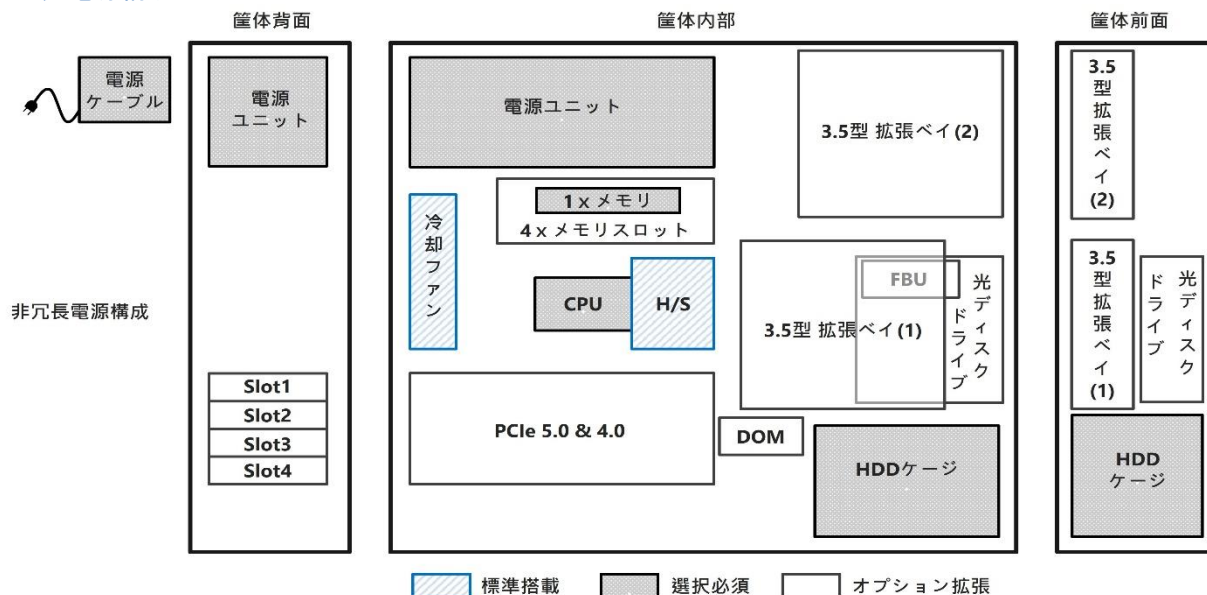 筐体背面
筐体内部
筐体前面
電源
ケーブル
電源
ユニット
電源ユニット
3.5型 拡張ベイ(2)
3.5
型
拡
張
ベ
イ
(2)
1 x メモリ
4 x メモリスロット
冷却ファン
CPU
H/S
FBU
3.5型 拡張ベイ(1)
光ディスク
ドライブ
3.5
型
拡
張
ベ
イ
(1)
光ディスク
ドライブ
非冗長電源構成
Slot1
Slot2
Slot3
Slot4
PCIe 5.0 & 4.0
DOM
HDDケージ
HDD
ケージ
標準搭載
選択必須
オプション拡張